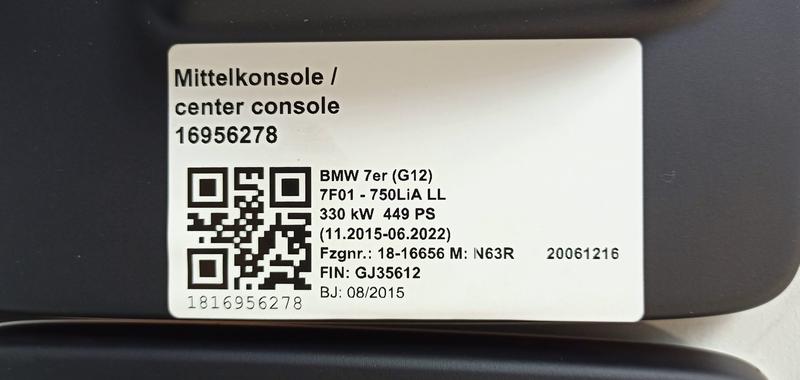 Mittelkonsole /
center console
16956278
BMW 7er (G12)
7F01 - 750LiA LL
330 kW 449 PS
(11.2015-06.2022)
Fzgnr.: 18-16656 M: N63R 20061216
FIN: GJ35612
BJ: 08/2015
1816956278